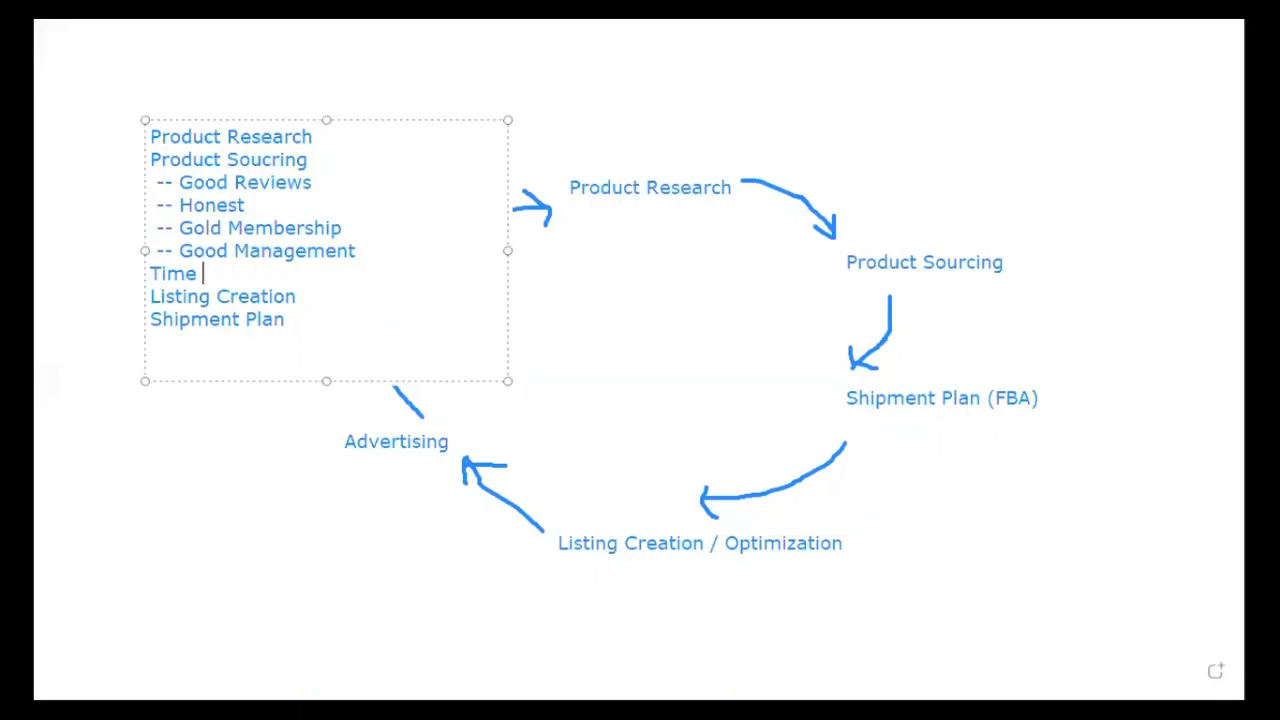 Product Research
Product Soucring
-- Good Reviews
-- Honest
-- Gold Membership
-- Good Management
Time
Listing Creation
Shipment Plan
Product Research
Product Sourcing
Shipment Plan (FBA)
Listing Creation / Optimization
Advertising